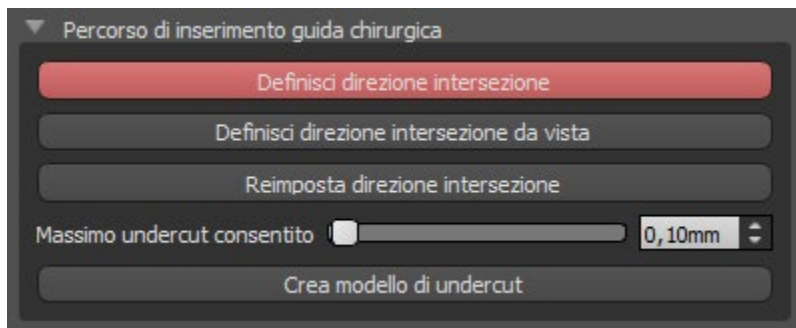 Percorso di inserimento guida chirurgica
Definisci direzione intersezione
Definisci direzione intersezione da vista
Reimposta direzione intersezione
Massimo undercut consentito 0,10mm
Crea modello di undercut